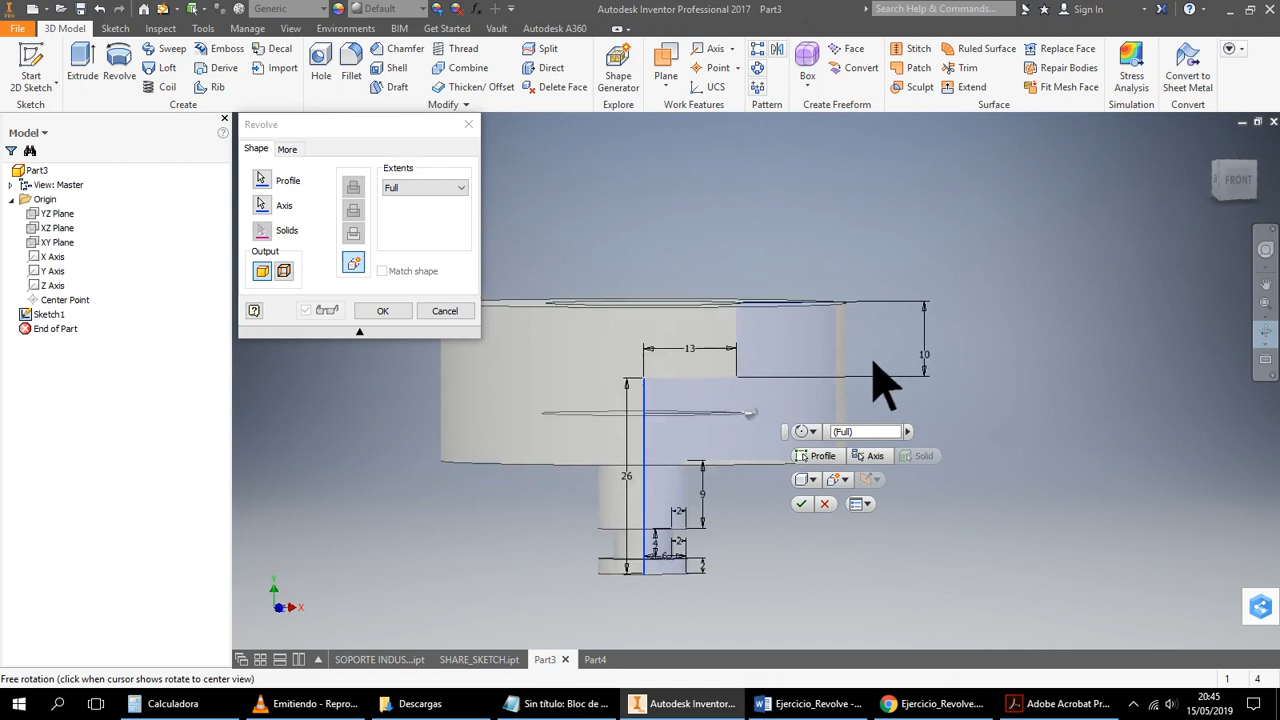 Generic
Default
Autodesk Inventor Professional 2017  Part3
Search Help & Commands...
Sign In
File 3D Model Sketch Inspect Tools Manage View Environments BIM Get Started Vault Autodesk A360
Start
2D Sketch
Sketch
Extrude
Revolve
Sweep
Loft
Coil
Emboss
Derive
Rib
Decal
Import
Create
Hole
Fillet
Chamfer
Shell
Draft
Thread
Combine
Thicken/ Offset
Split
Direct
Delete Face
Modify
Shape
Generator
Explore
Plane
Axis
Point
UCS
Work Features
Pattern
Box
Face
Convert
Create Freeform
Stitch
Patch
Sculpt
Ruled Surface
Trim
Extend
Replace Face
Repair Bodies
Fit Mesh Face
Surface
Stress
Analysis
Simulation
Convert to
Sheet Metal
Convert
Model
Part3
View: Master
Origin
YZ Plane
XZ Plane
XY Plane
X Axis
Y Axis
Z Axis
Center Point
Sketch1
End of Part
Revolve
Shape More
Profile
Axis
Solids
Output
Extents
Full
Match shape
OK
Cancel
FRONT
13
10
26
9
2
4
2
6
2
(Full)
Profile Axis Solid
Y
X
SOPORTE INDUS...ipt SHARE_SKETCH.ipt Part3 Part4
Free rotation (click when cursor shows rotate to center view)
1 4
Calculadora
Emitiendo - Repro...
Descargas
Sin título: Bloc de ...
Autodesk Inventor...
Ejercicio_Revolve -...
Ejercicio_Revolve....
Adobe Acrobat Pro...
20:45
15/05/2019